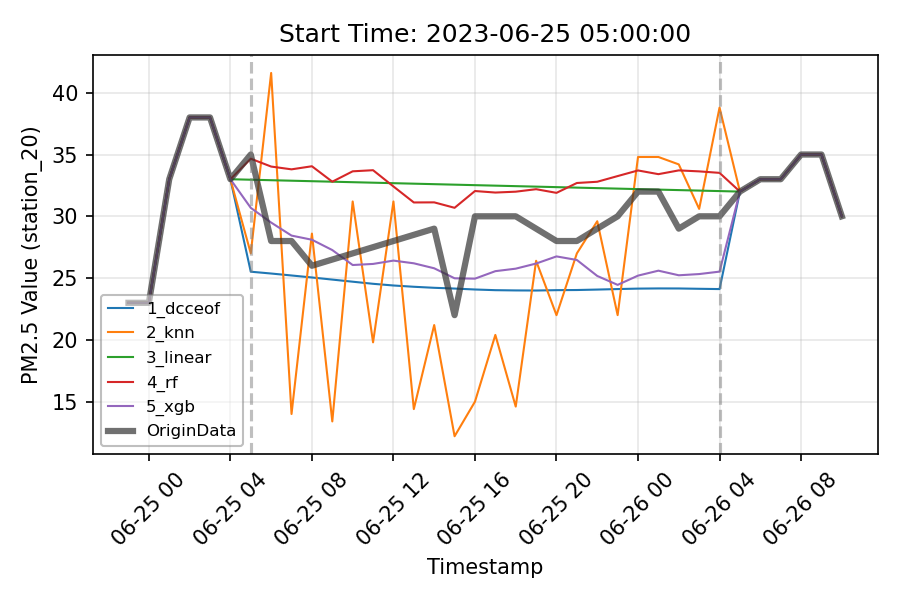 Start Time: 2023-06-25 05:00:00
PM2.5 Value (station_20)
40
35
30
25
20
15
1_dcceof
2_knn
3_linear
4_rf
5_xgb
OriginData
06-25 00
06-25 04
06-25 08
06-25 12
06-25 16
06-25 20
06-26 00
06-26 04
06-26 08
Timestamp